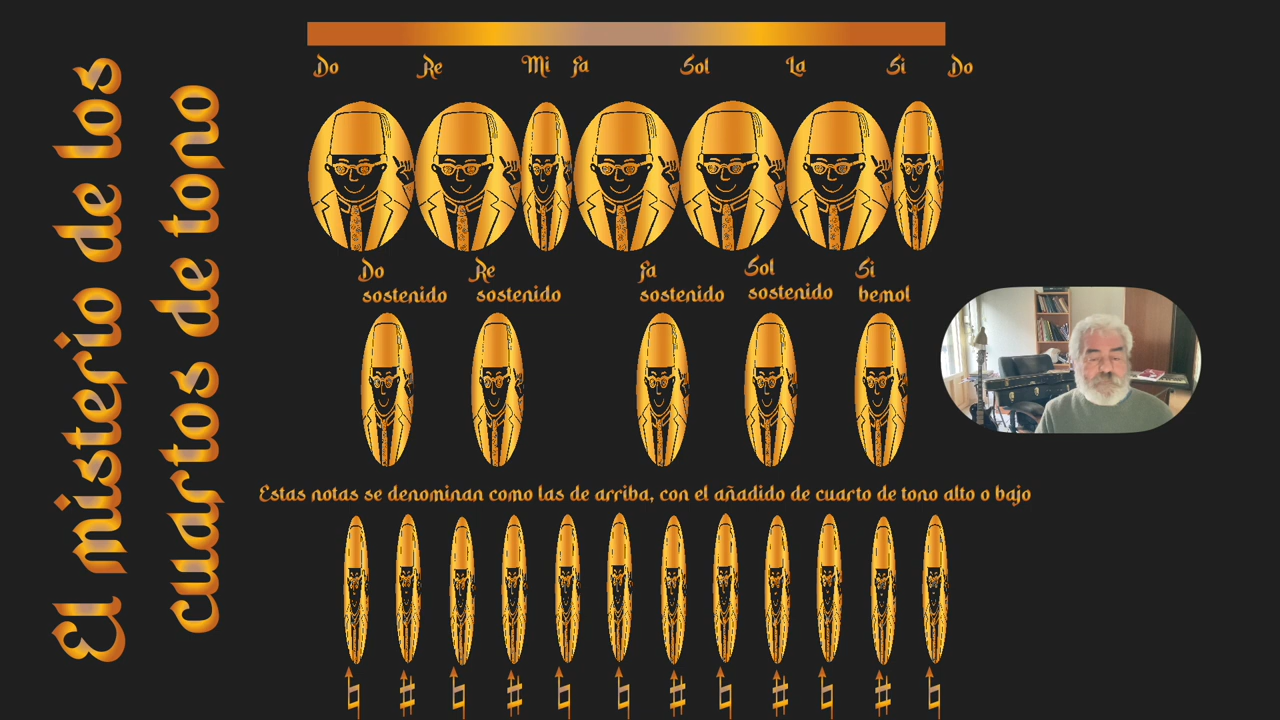 El misterio de los
cuartos de tono
Do Re Mi Fa Sol La Si Do
Do Re Fa Sol Si
sostenido sostenido sostenido sostenido bemol
Estas notas se denominan como las de arriba, con el añadido de cuarto de tono alto o bajo